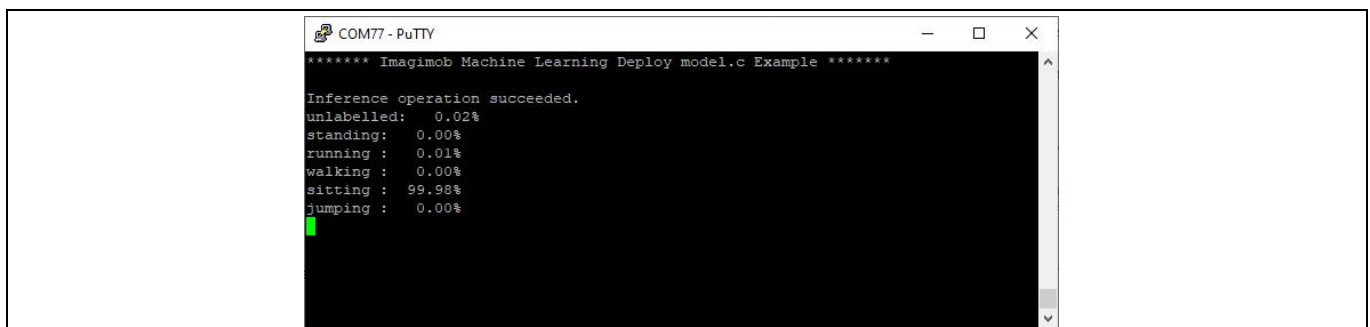 COM77 - PuTTY
******* Imagimob Machine Learning Deploy model.c Example *******
Inference operation succeeded.
unlabelled:   0.02%
standing:   0.00%
running :   0.01%
walking :   0.00%
sitting :  99.98%
jumping :   0.00%